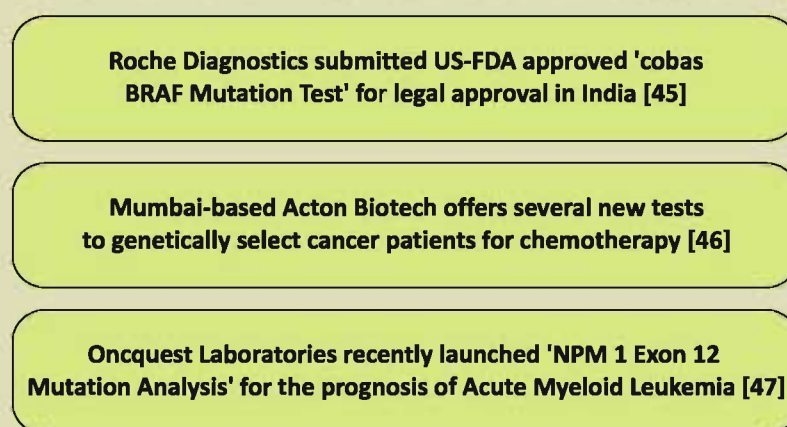 Roche Diagnostics submitted US-FDA approved 'cobas
BRAF Mutation Test' for legal approval in India [45]
Mumbai-based Acton Biotech offers several new tests
to genetically select cancer patients for chemotherapy [46]
Oncquest Laboratories recently launched 'NPM 1 Exon 12
Mutation Analysis' for the prognosis of Acute Myeloid Leukemia [47]